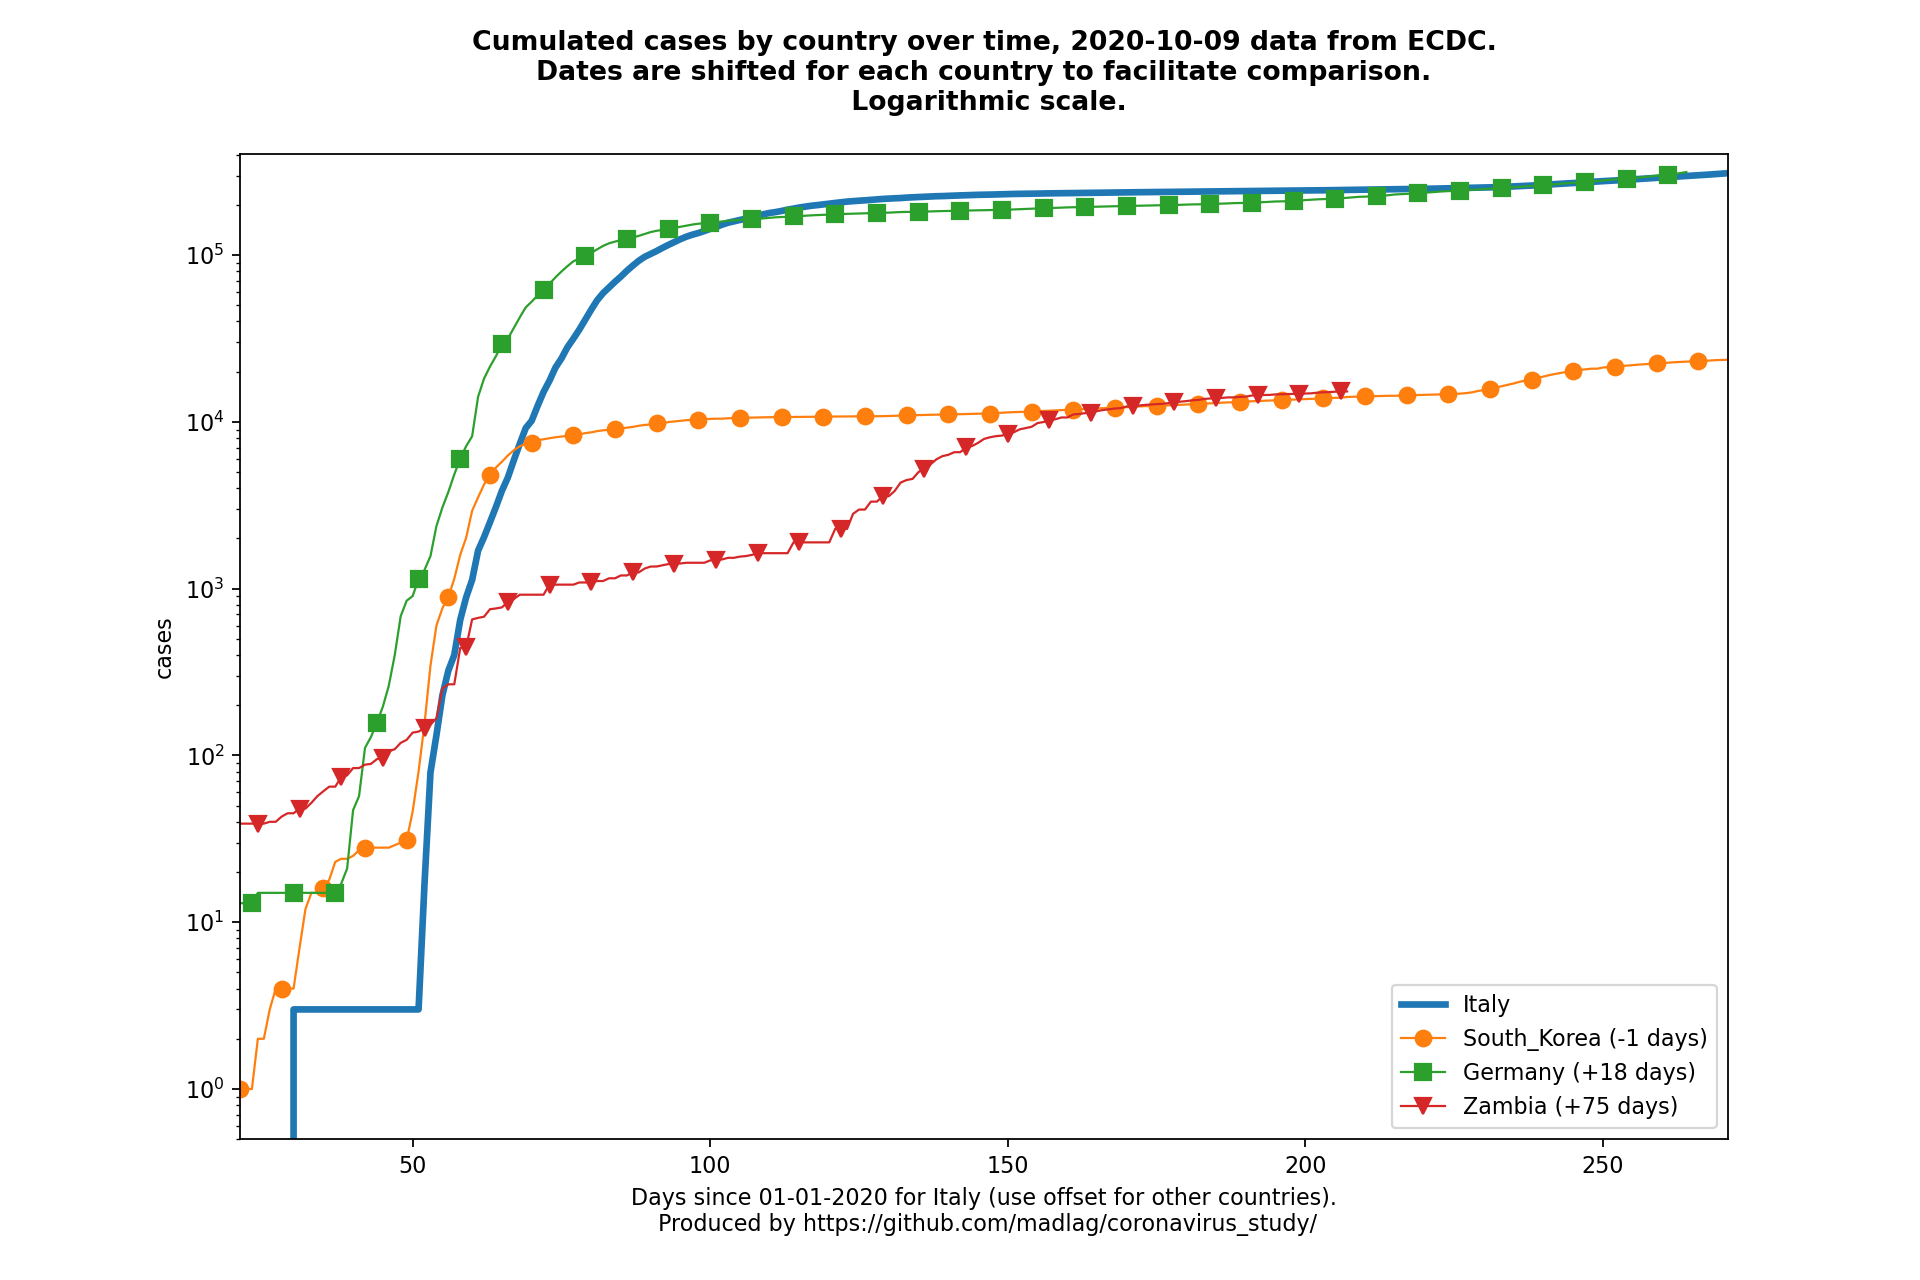 Cumulated cases by country over time, 2020-10-09 data from ECDC.
Dates are shifted for each country to facilitate comparison.
Logarithmic scale.
cases
10^5
10^4
10^3
10^2
10^1
10^0
50
100
150
200
250
Italy
South_Korea (-1 days)
Germany (+18 days)
Zambia (+75 days)
Days since 01-01-2020 for Italy (use offset for other countries).
Produced by https://github.com/madlag/coronavirus_study/